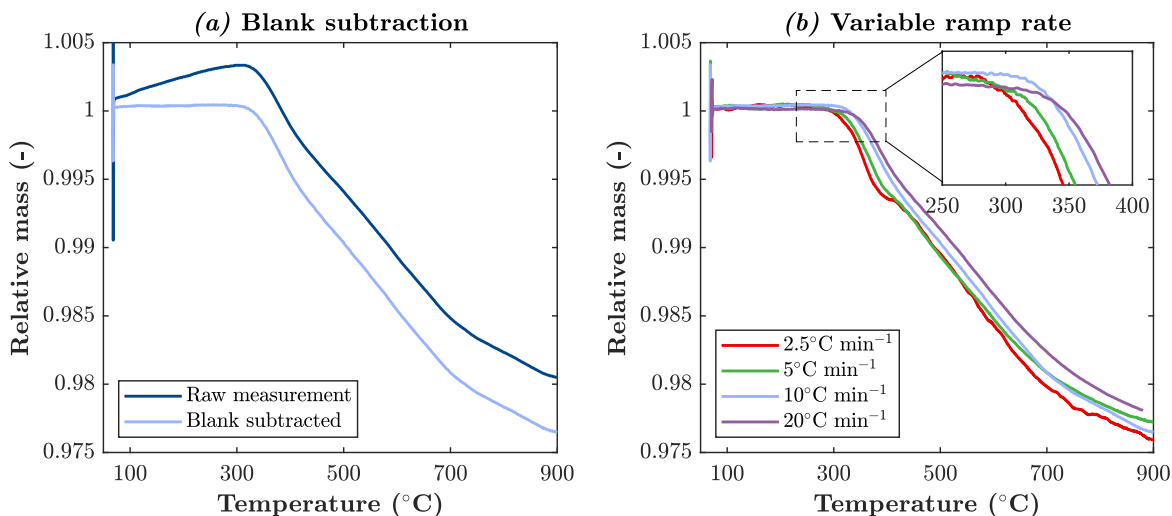 (a) Blank subtraction
1.005
1
0.995
0.99
0.985
0.98
0.975
Relative mass (-)
Raw measurement
Blank subtracted
100 300 500 700 900
Temperature (°C)
(b) Variable ramp rate
1.005
1
0.995
0.99
0.985
0.98
0.975
Relative mass (-)
250 300 350 400
2.5°C min⁻¹
5°C min⁻¹
10°C min⁻¹
20°C min⁻¹
100 300 500 700 900
Temperature (°C)